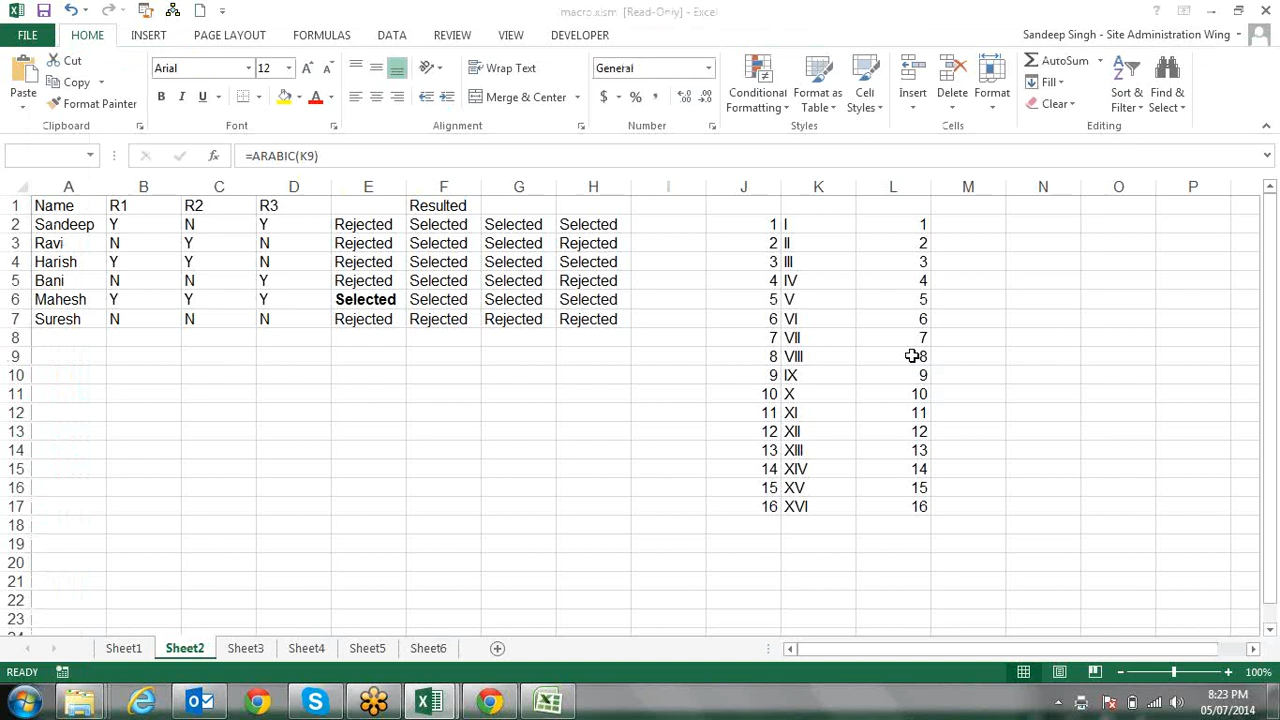 macro.xlsm [Read-Only] - Excel
FILE HOME INSERT PAGE LAYOUT FORMULAS DATA REVIEW VIEW DEVELOPER Sandeep Singh - Site Administration Wing
Paste Cut Copy Format Painter
Arial 12
B I U A
Wrap Text
Merge & Center
General
$ % ,
Conditional Formatting Format as Table Cell Styles
Insert Delete Format
AutoSum Fill Clear
Sort & Filter Find & Select
Clipboard Font Alignment Number Styles Cells Editing
fx =ARABIC(K9)
A B C D E F G H I J K L M N O P
1 Name R1 R2 R3 Resulted
2 Sandeep Y N Y Rejected Selected Selected Selected 1 I 1
3 Ravi N Y N Rejected Selected Selected Rejected 2 II 2
4 Harish Y Y N Rejected Selected Selected Rejected 3 III 3
5 Bani N N Y Rejected Selected Selected Rejected 4 IV 4
6 Mahesh Y Y Y Selected Selected Selected Selected 5 V 5
7 Suresh N N N Rejected Rejected Rejected Rejected 6 VI 6
8 7 VII 7
9 8 VIII 8
10 9 IX 9
11 10 X 10
12 11 XI 11
13 12 XII 12
14 13 XIII 13
15 14 XIV 14
16 15 XV 15
17 16 XVI 16
18
19
20
21
22
23
Sheet1 Sheet2 Sheet3 Sheet4 Sheet5 Sheet6
READY 100%
8:23 PM
05/07/2014